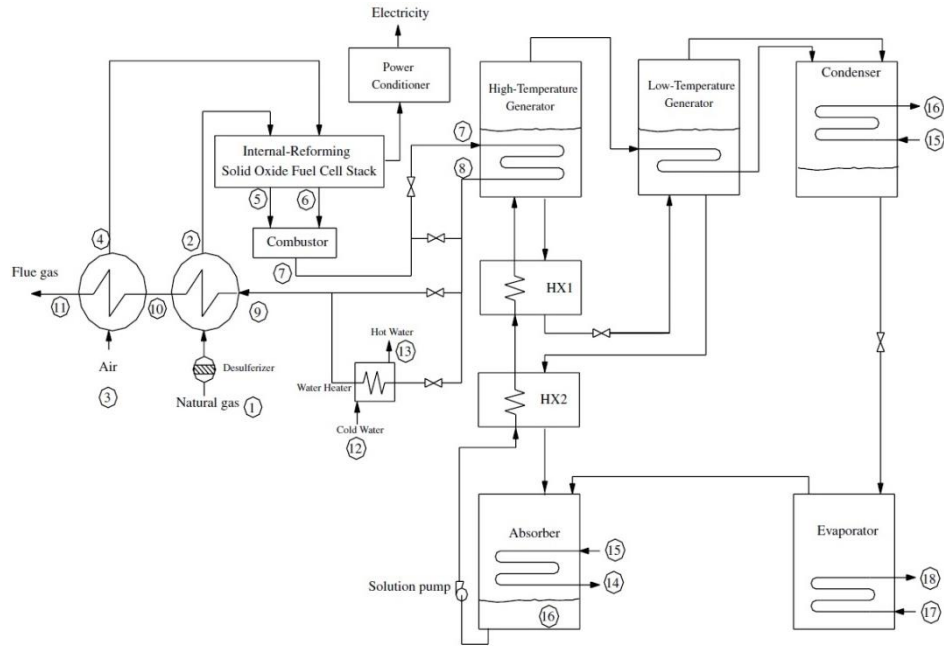 Electricity
Power
Conditioner
High-Temperature
Generator
Low-Temperature
Generator
Condenser
16
15
7
8
Internal-Reforming
Solid Oxide Fuel Cell Stack
5
6
4
2
Combustor
7
Flue gas
11
10
9
HX1
Air
3
Desulferizer
Natural gas
1
Hot Water
13
Water Heater
Cold Water
12
HX2
Absorber
15
14
16
Solution pump
Evaporator
18
17